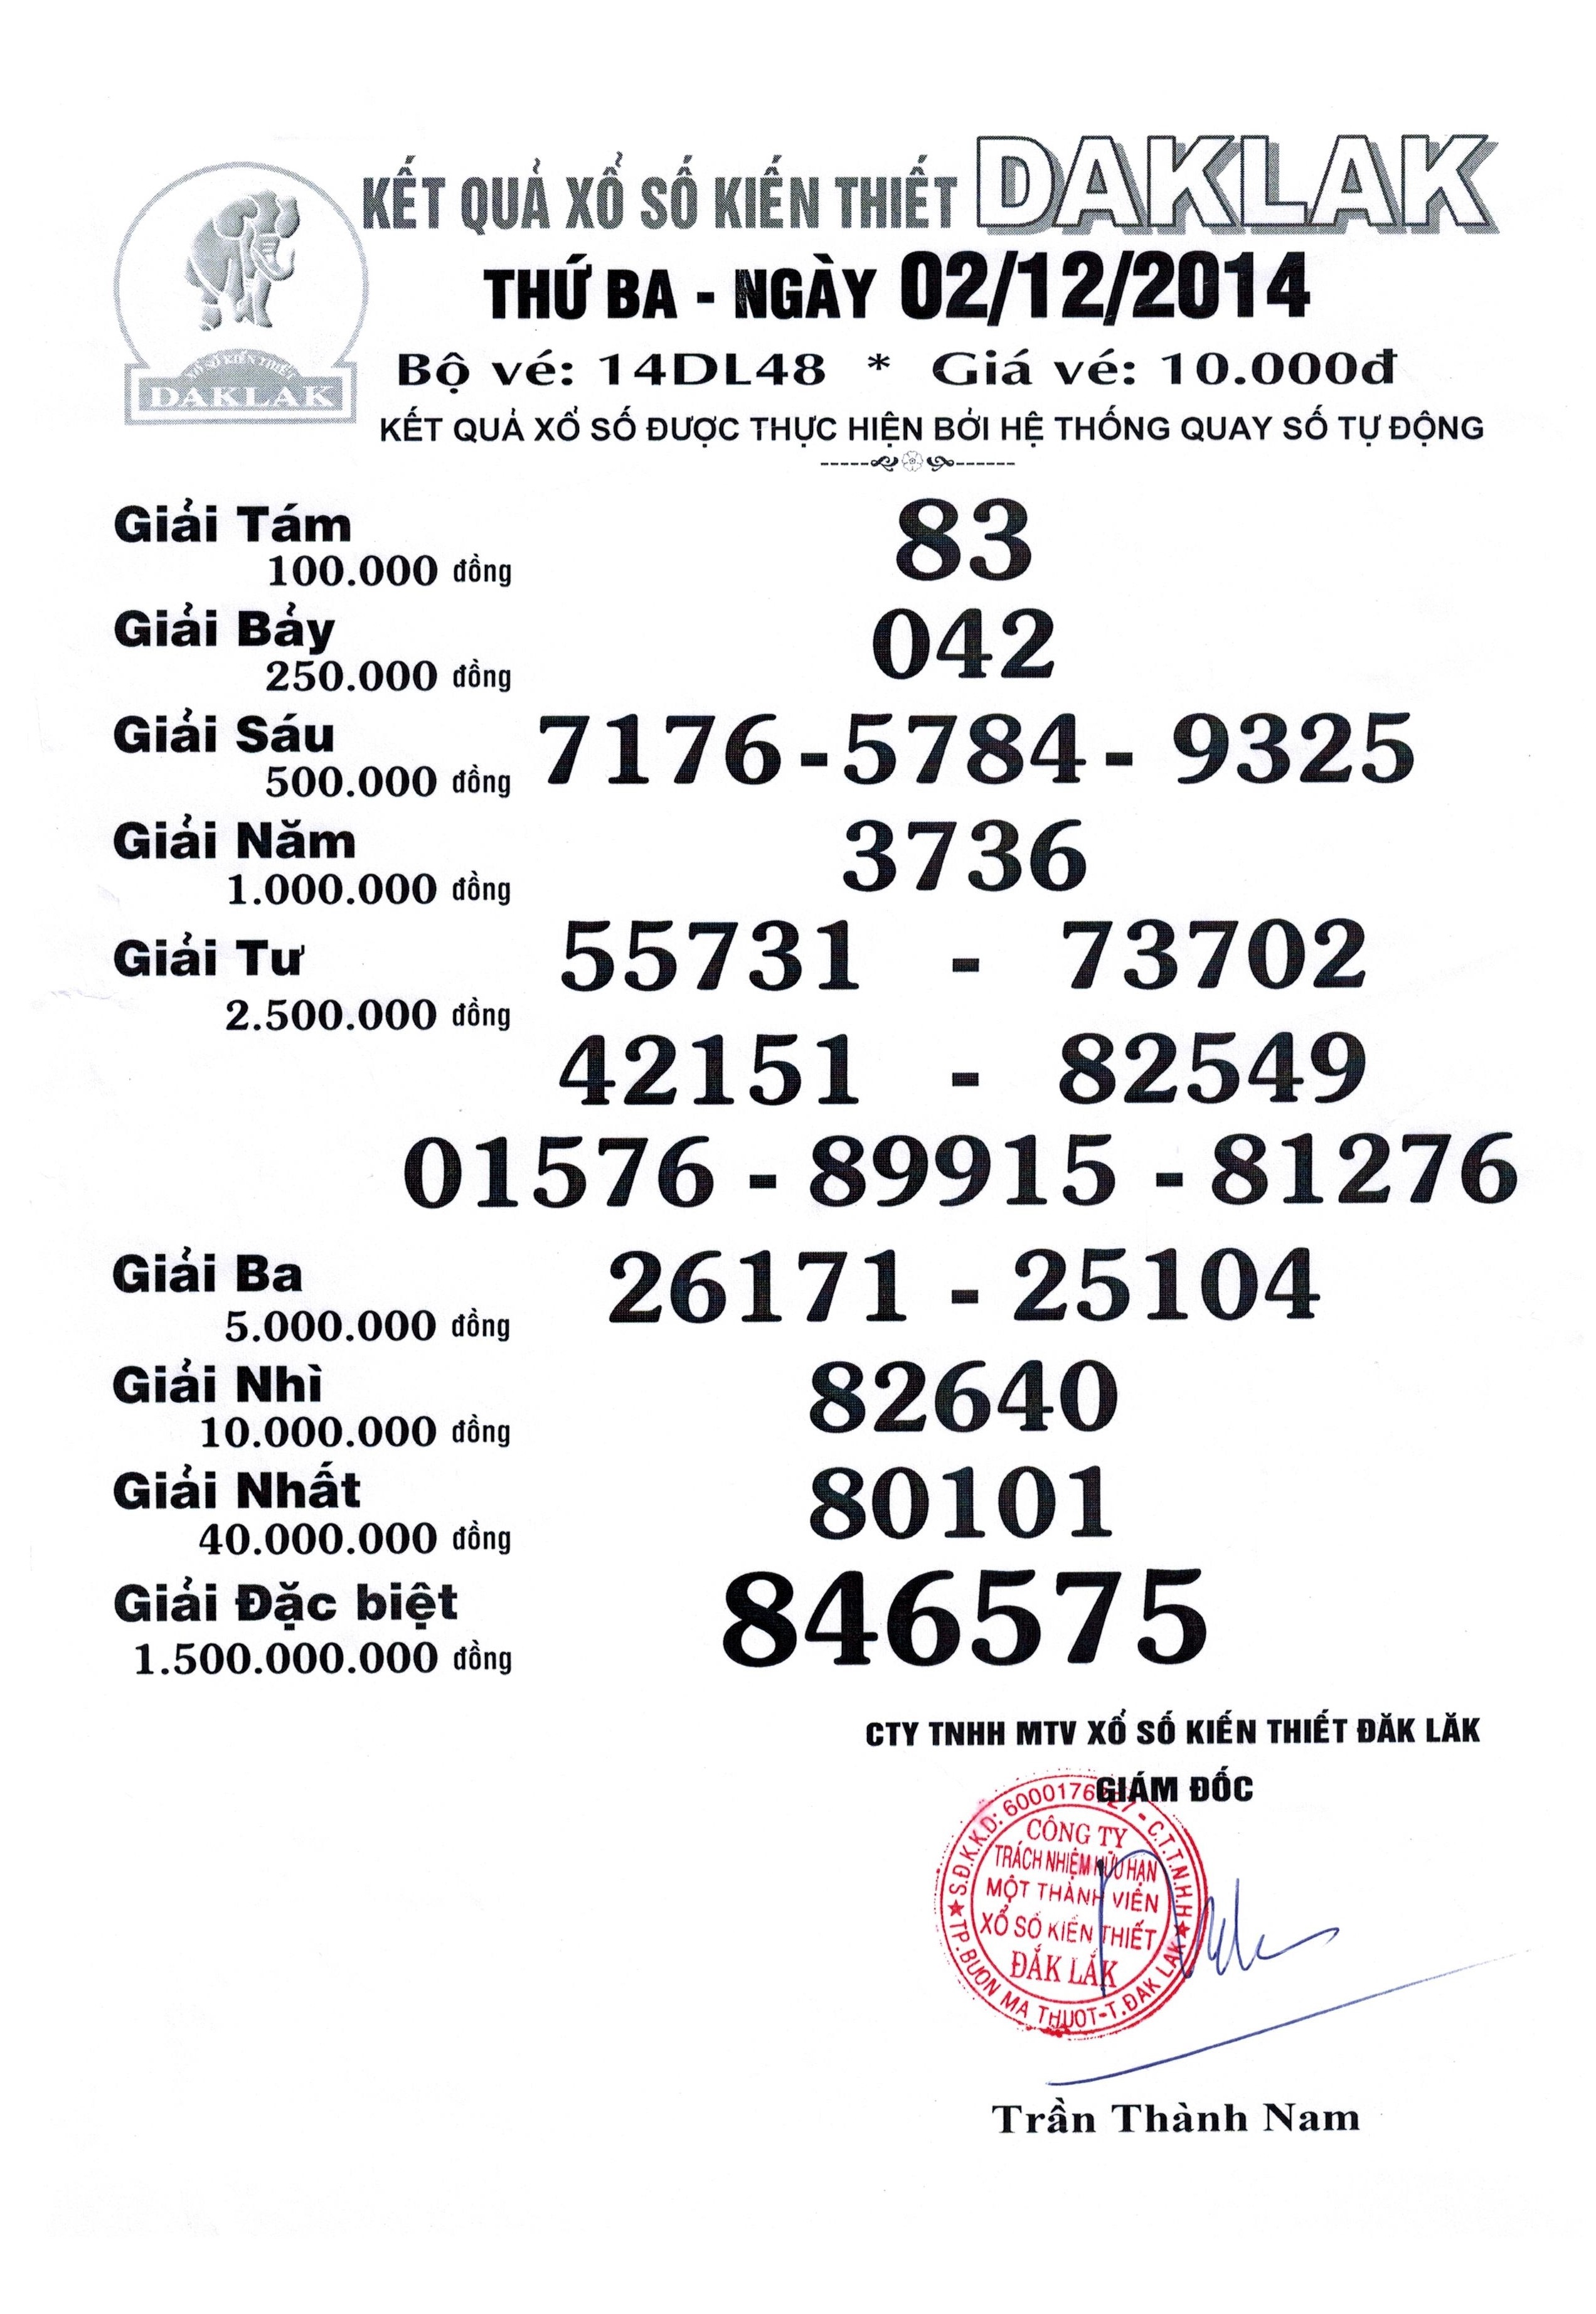 KẾT QUẢ XỔ SỐ KIẾN THIẾT DAKLAK
THỨ BA - NGÀY 02/12/2014
Bộ vé: 14DL48 * Giá vé: 10.000đ
XỔ SỐ KIẾN THIẾT
DAKLAK
KẾT QUẢ XỔ SỐ ĐƯỢC THỰC HIỆN BỞI HỆ THỐNG QUAY SỐ TỰ ĐỘNG
Giải Tám 83
100.000 đồng
Giải Bảy 042
250.000 đồng
Giải Sáu 7176 - 5784 - 9325
500.000 đồng
Giải Năm 3736
1.000.000 đồng
Giải Tư 55731 - 73702
2.500.000 đồng
42151 - 82549
01576 - 89915 - 81276
Giải Ba 26171 - 25104
5.000.000 đồng
Giải Nhì 82640
10.000.000 đồng
Giải Nhất 80101
40.000.000 đồng
Giải Đặc biệt 846575
1.500.000.000 đồng
CTY TNHH MTV XỔ SỐ KIẾN THIẾT ĐĂK LĂK
GIÁM ĐỐC
S.Đ.K.K.D: - C.T.T.N.H.H
CÔNG TY
TRÁCH NHIỆM HỮU HẠN
MỘT THÀNH VIÊN
XỔ SỐ KIẾN THIẾT
ĐẮK LẮK
★ TP.BUÔN MA THUỘT-T.ĐAK LAK ★
Trần Thành Nam